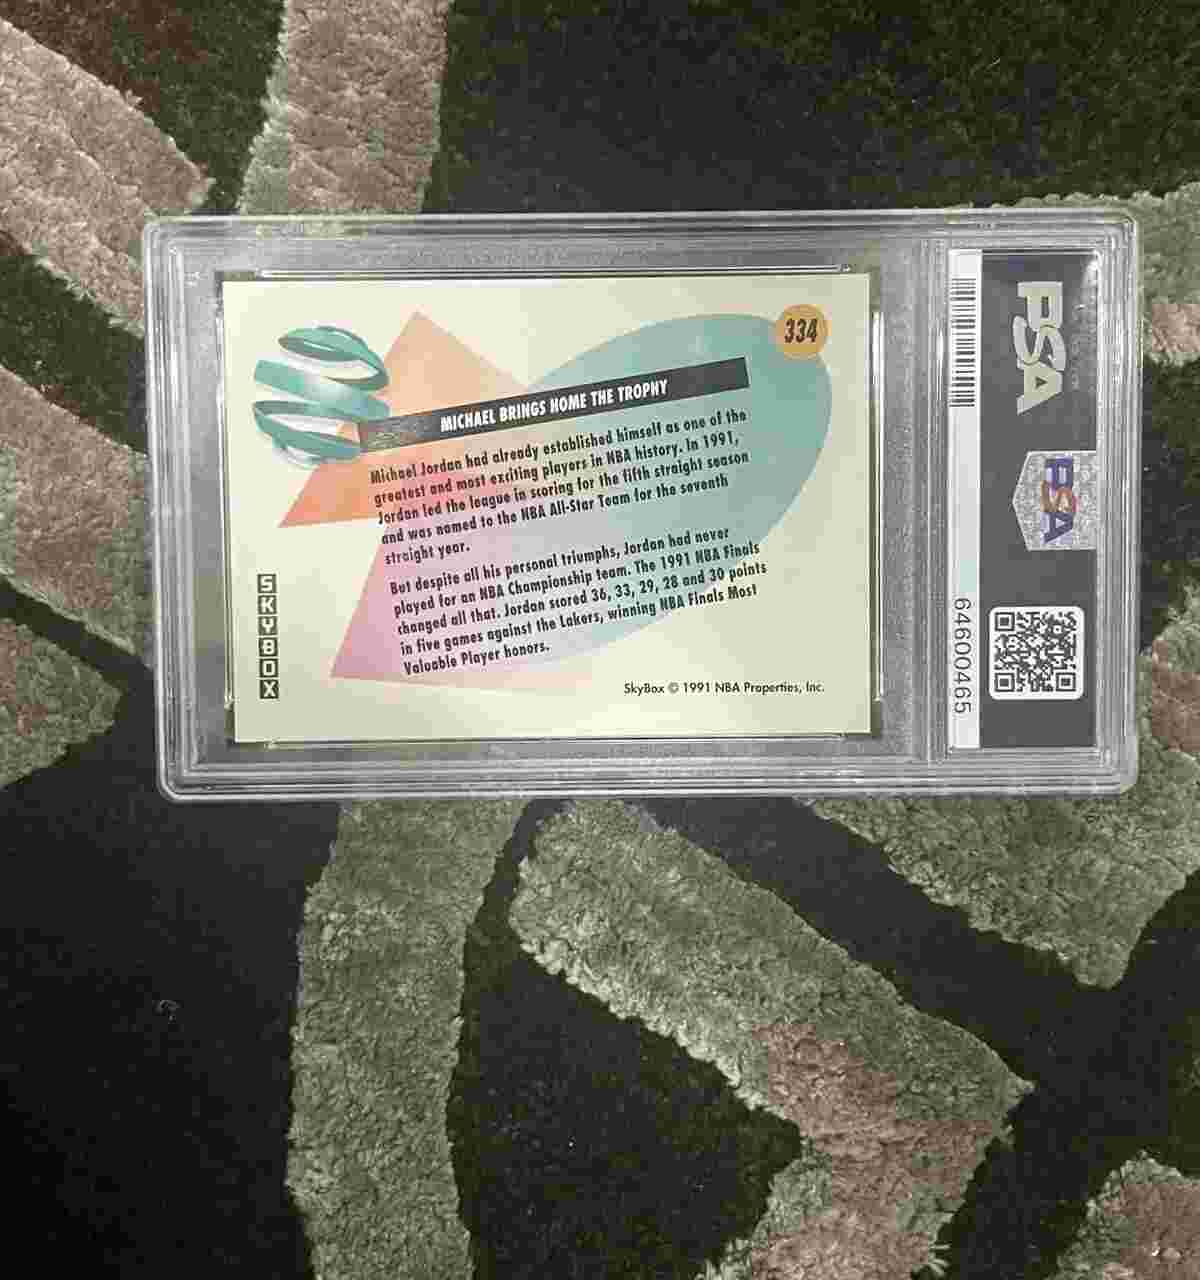 334
MICHAEL BRINGS HOME THE TROPHY
Michael Jordan had already established himself as one of the
greatest and most exciting players in NBA history. In 1991,
Jordan led the league in scoring for the fifth straight season
and was named to the NBA All-Star Team for the seventh
straight year.
But despite all his personal triumphs, Jordan had never
played for an NBA Championship team. The 1991 NBA Finals
changed all that. Jordan scored 36, 33, 29, 28 and 30 points
in five games against the Lakers, winning NBA Finals Most
Valuable Player honors.
SKYBOX
SkyBox © 1991 NBA Properties, Inc.
PSA
PSA
64600465